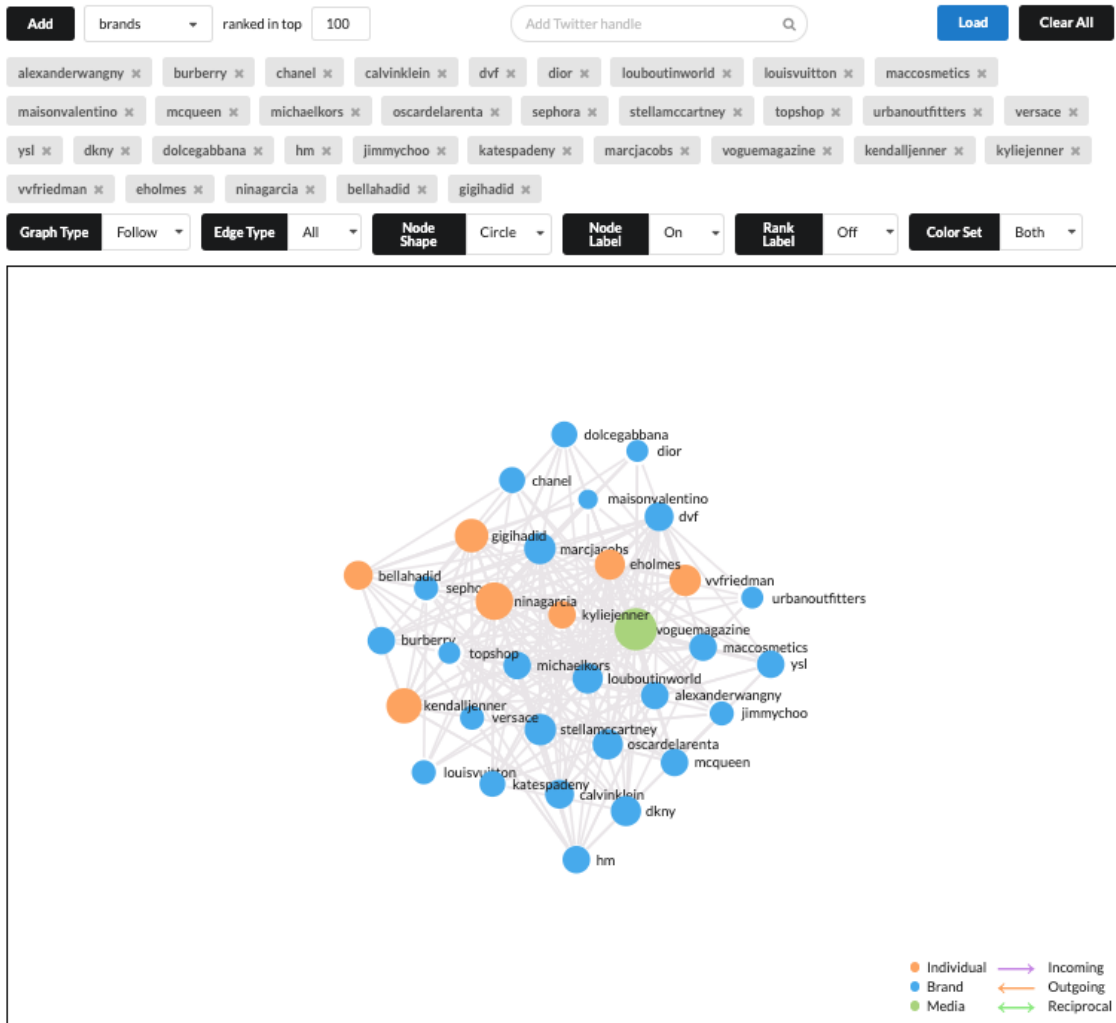 Add brands ranked in top 100 Add Twitter handle Load Clear All
alexanderwangny × burberry × chanel × calvinklein × dvf × dior × louboutinworld × louisvuitton × maccosmetics ×
maisonvalentino × mcqueen × michaelkors × oscardelarenta × sephora × stellamccartney × topshop × urbanoutfitters × versace ×
ysl × dkny × dolcegabbana × hm × jimmychoo × katespadeny × marcjacobs × voguemagazine × kendalljenner × kyliejenner ×
vvfriedman × eholmes × ninagarcia × bellahadid × gigihadid ×
Graph Type Follow Edge Type All Node Shape Circle Node Label On Rank Label Off Color Set Both
dolcegabbana
dior
chanel
maisonvalentino
dvf
gigihadid
marcjacobs
eholmes
bellahadid
vvfriedman
sepho
ninagarcia
urbanoutfitters
kyliejenner
voguemagazine
burberry
maccosmetics
topshop
michaelkors
ysl
louboutinworld
alexanderwangny
kendalljenner
jimmychoo
versace
stellamccartney
oscardelarenta
mcqueen
louisvuitton
katespadeny
calvinklein
dkny
hm
Individual Incoming
Brand Outgoing
Media Reciprocal